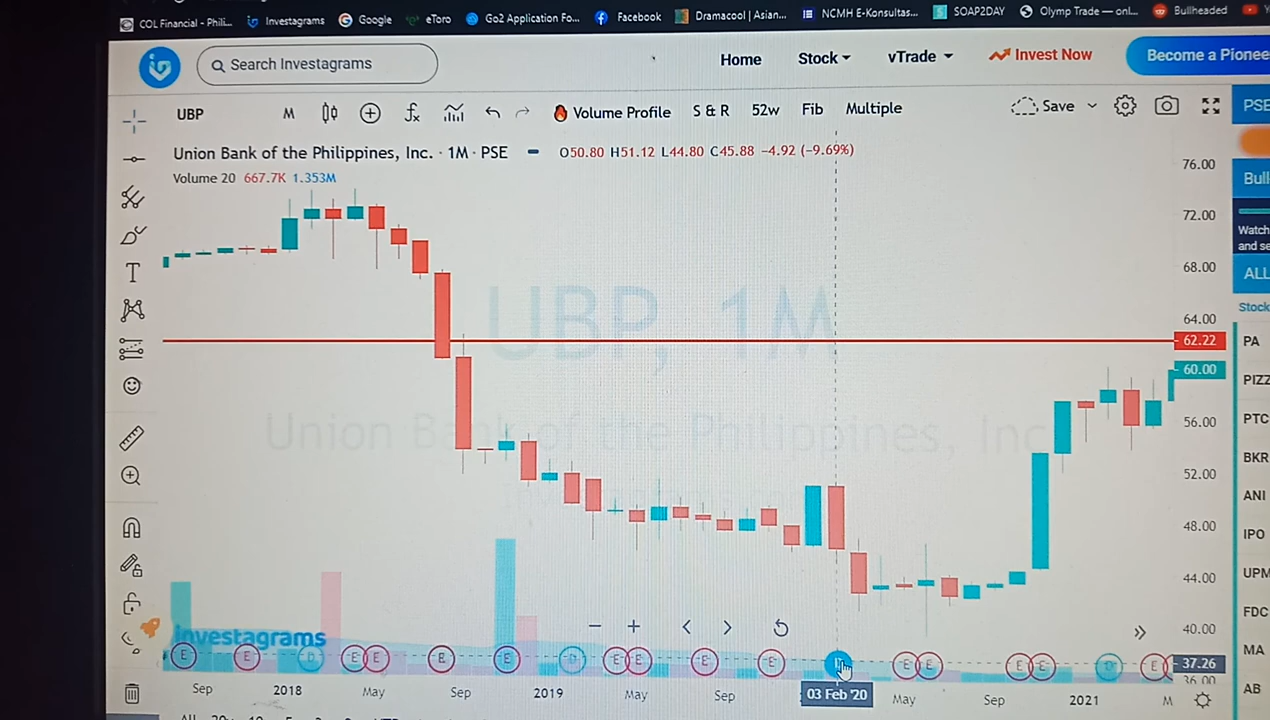 COL Financial - Phili... Investagrams Google eToro Go2 Application Fo... Facebook Dramacool | Asian... NCMH E-Konsultas... SOAP2DAY Olymp Trade — onl... Bullheaded
Search Investagrams Home Stock vTrade Invest Now Become a Pionee
UBP M Volume Profile S & R 52w Fib Multiple Save PSE
Union Bank of the Philippines, Inc. · 1M · PSE O50.80 H51.12 L44.80 C45.88 −4.92 (−9.69%)
Volume 20 667.7K 1.353M
76.00
Bull
72.00
Watch
and se
68.00
ALL
Stock
UBP, 1M
64.00
62.22
PA
60.00
PIZZ
56.00
PTC
Union Bank of the Philippines, Inc
BKR
52.00
ANI
48.00
IPO
44.00
UPM
FDC
40.00
investagrams
MA
E E D E E E E D E E E E E E E E D E
37.26
36.00
Sep 2018 May Sep 2019 May Sep 03 Feb '20 May Sep 2021 M
AB